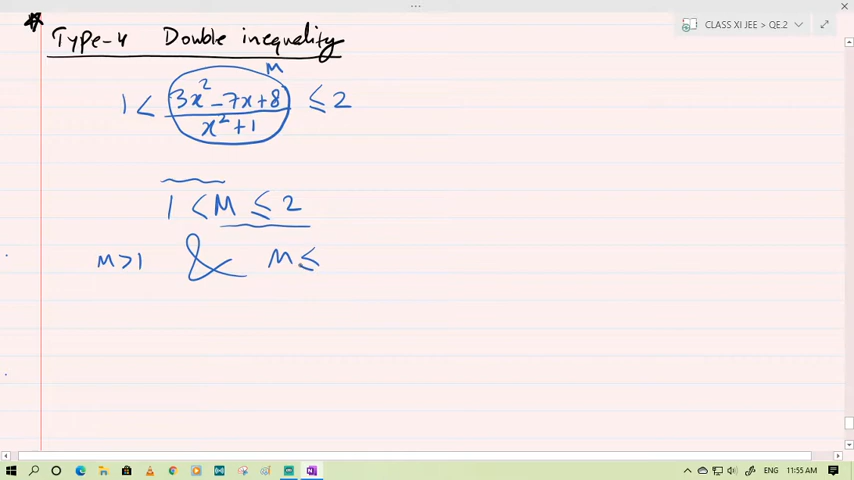 CLASS XI JEE > QE.2
Type-4 Double inequality
M
1 < (3x² - 7x + 8)/(x² + 1) ≤ 2
1 < M ≤ 2
M > 1 & M ≤
ENG 11:55 AM